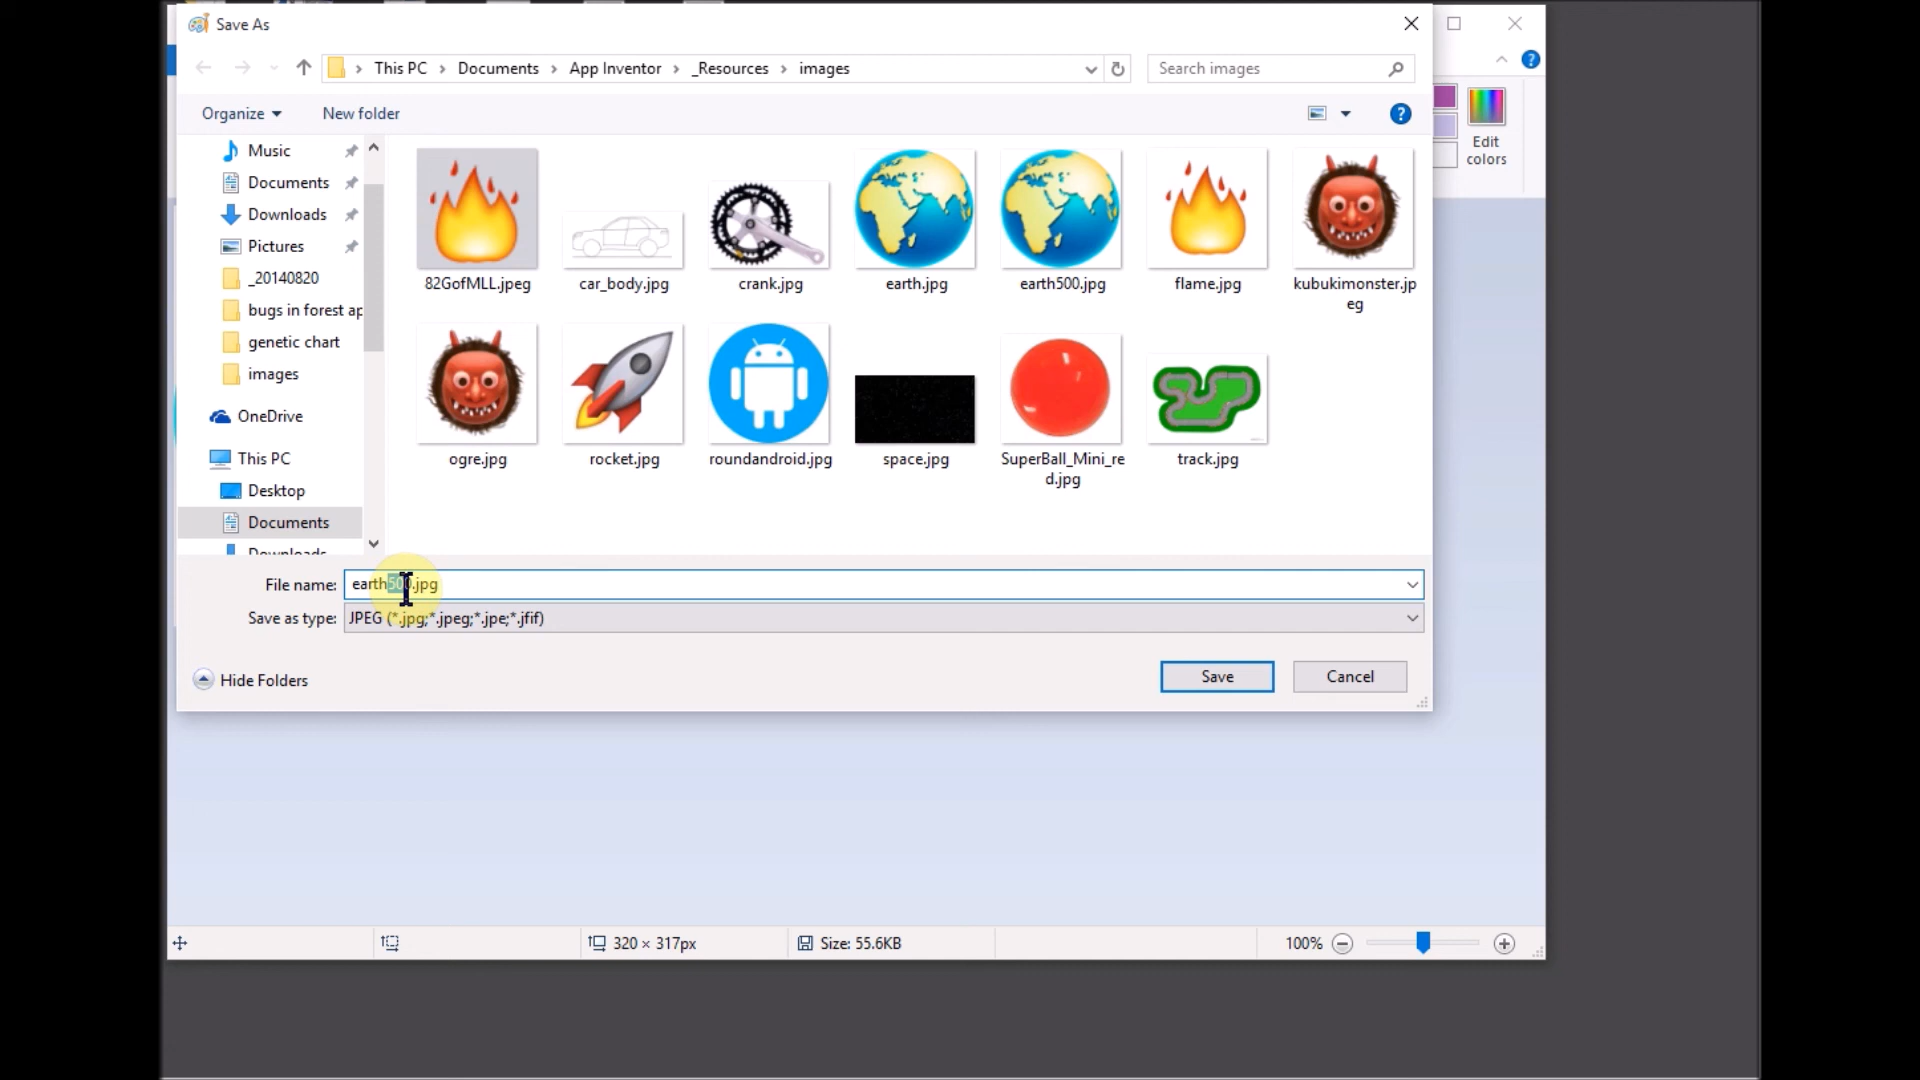 Save As
This PC > Documents > App Inventor > _Resources > images
Search images
Organize
New folder
Edit
colors
Music
Documents
Downloads
Pictures
_20140820
bugs in forest ap
genetic chart
images
OneDrive
This PC
Desktop
Documents
Downloads
82GofMLL.jpeg
car_body.jpg
crank.jpg
earth.jpg
earth500.jpg
flame.jpg
kubukimonster.jp
eg
ogre.jpg
rocket.jpg
roundandroid.jpg
space.jpg
SuperBall_Mini_re
d.jpg
track.jpg
File name: earth500.jpg
Save as type: JPEG (*.jpg;*.jpeg;*.jpe;*.jfif)
Hide Folders
Save
Cancel
320 × 317px
Size: 55.6KB
100%